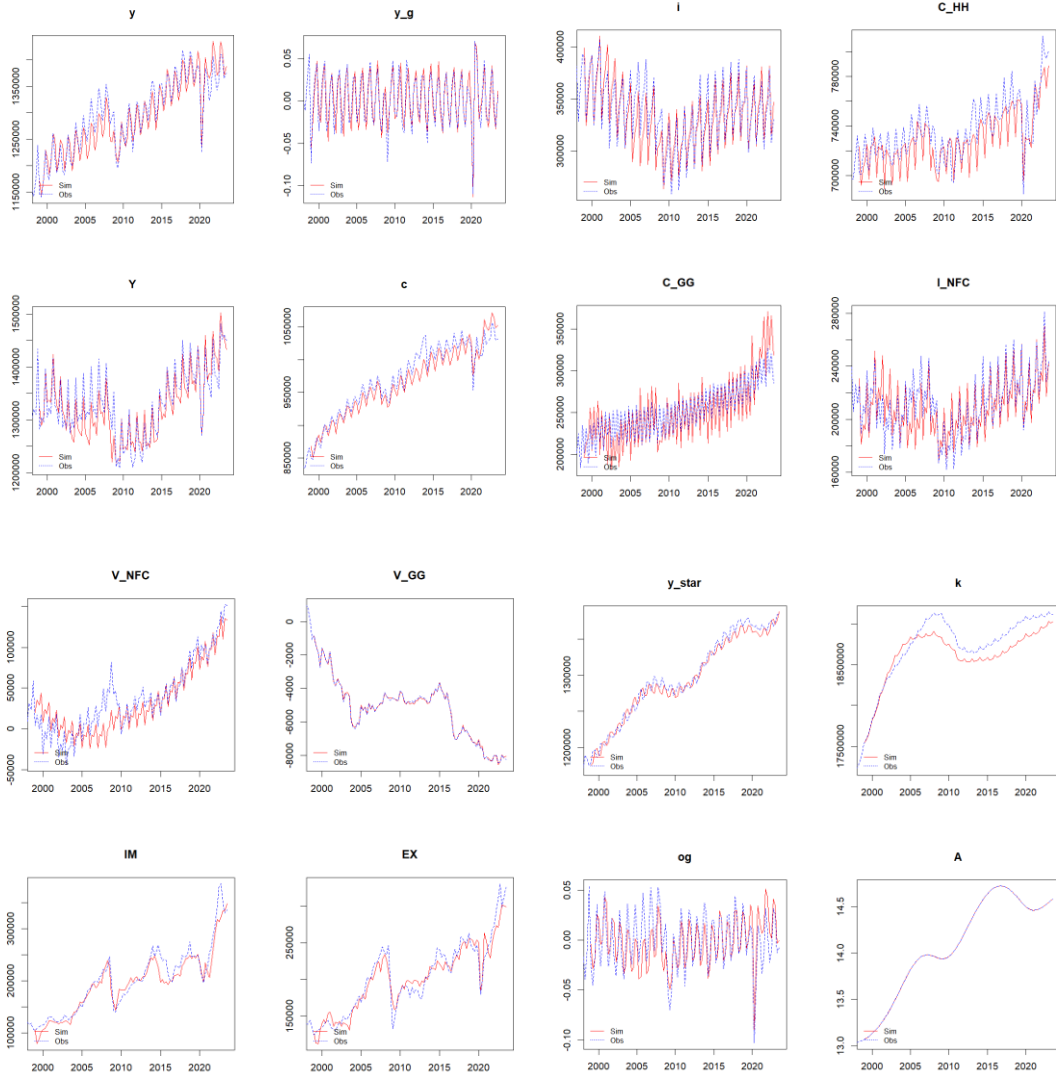 y
1350000
1250000
1150000
Sim
Obs
2000 2005 2010 2015 2020
y_g
0.05
0.00
-0.05
-0.10
Sim
Obs
2000 2005 2010 2015 2020
i
400000
350000
300000
Sim
Obs
2000 2005 2010 2015 2020
C_HH
780000
740000
700000
Sim
Obs
2000 2005 2010 2015 2020
Y
1500000
1400000
1300000
1200000
Sim
Obs
2000 2005 2010 2015 2020
c
1050000
950000
850000
Sim
Obs
2000 2005 2010 2015 2020
C_GG
350000
300000
250000
200000
Sim
Obs
2000 2005 2010 2015 2020
I_NFC
280000
240000
200000
160000
Sim
Obs
2000 2005 2010 2015 2020
V_NFC
100000
50000
0
-50000
Sim
Obs
2000 2005 2010 2015 2020
V_GG
0
-2000
-4000
-6000
-8000
Sim
Obs
2000 2005 2010 2015 2020
y_star
1300000
1200000
Sim
Obs
2000 2005 2010 2015 2020
k
18500000
17500000
Sim
Obs
2000 2005 2010 2015 2020
IM
300000
200000
100000
Sim
Obs
2000 2005 2010 2015 2020
EX
250000
150000
Sim
Obs
2000 2005 2010 2015 2020
og
0.05
0.00
-0.05
-0.10
Sim
Obs
2000 2005 2010 2015 2020
A
14.5
14.0
13.5
13.0
Sim
Obs
2000 2005 2010 2015 2020